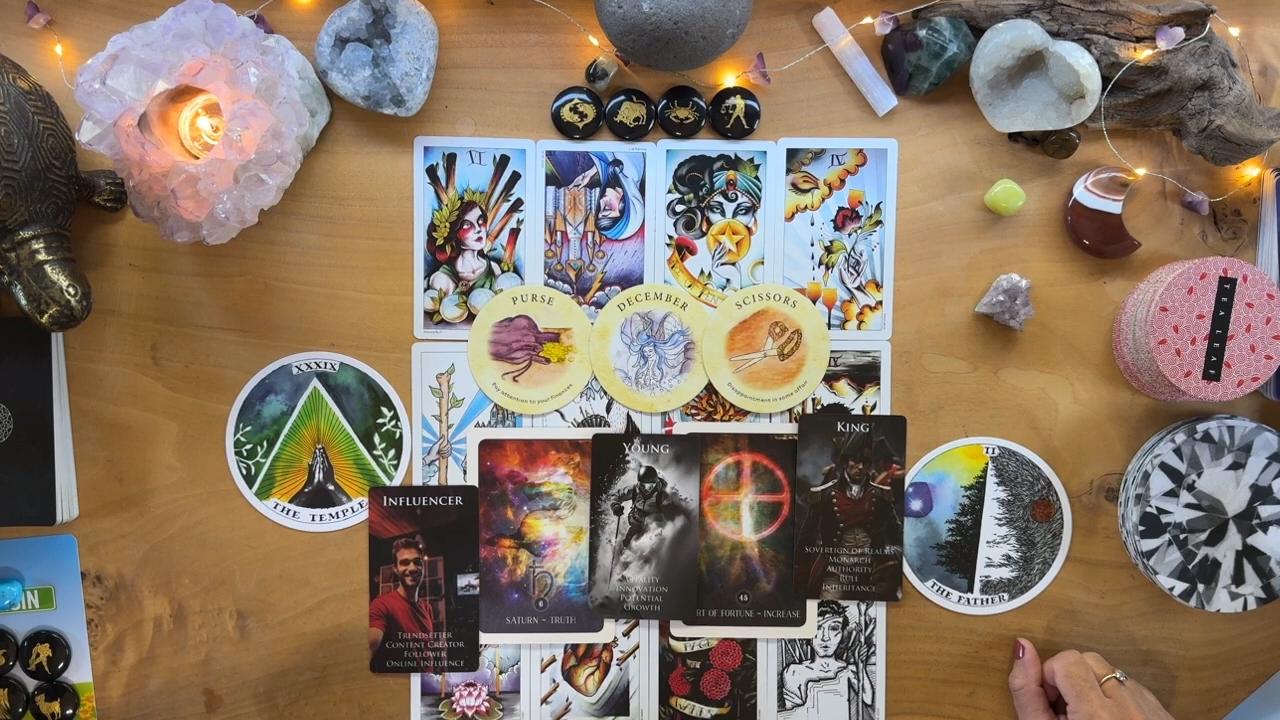 VI
IV
PURSE
Pay attention to your finances
DECEMBER
SCISSORS
Disappointment in some affair
TEA LEAF
XXXIX
THE TEMPLE
INFLUENCER
TRENDSETTER
CONTENT CREATOR
FOLLOWER
ONLINE INFLUENCE
6
SATURN ~ TRUTH
YOUNG
VITALITY
INNOVATION
POTENTIAL
GROWTH
45
RT OF FORTUNE ~ INCREASE
KING
SOVEREIGN OF REALMS
MONARCH
AUTHORITY
RULE
INHERITANCE
II
THE FATHER
PAGE